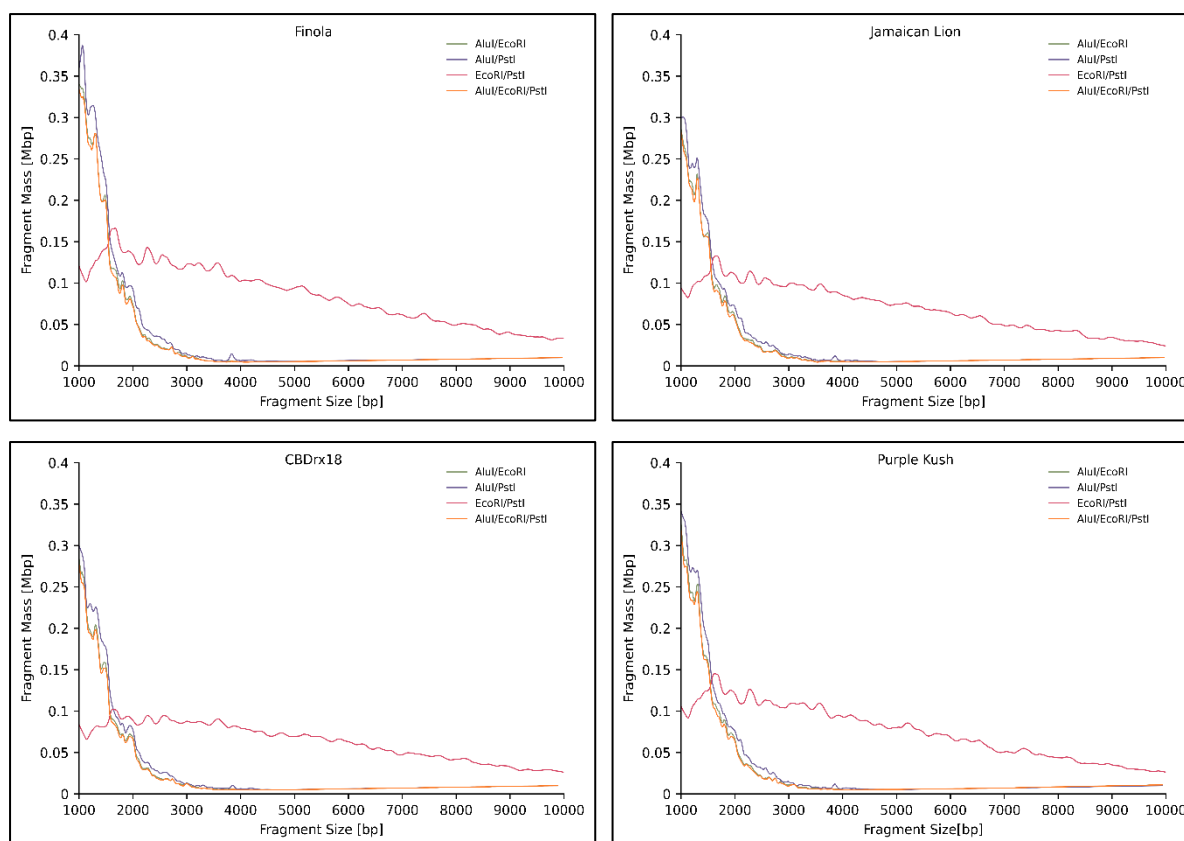 Finola
AluI/EcoRI
AluI/PstI
EcoRI/PstI
AluI/EcoRI/PstI
Fragment Mass [Mbp]
0.4
0.35
0.3
0.25
0.2
0.15
0.1
0.05
0
1000 2000 3000 4000 5000 6000 7000 8000 9000 10000
Fragment Size [bp]
Jamaican Lion
AluI/EcoRI
AluI/PstI
EcoRI/PstI
AluI/EcoRI/PstI
Fragment Mass [Mbp]
0.4
0.35
0.3
0.25
0.2
0.15
0.1
0.05
0
1000 2000 3000 4000 5000 6000 7000 8000 9000 10000
Fragment Size [bp]
CBDrx18
AluI/EcoRI
AluI/PstI
EcoRI/PstI
AluI/EcoRI/PstI
Fragment Mass [Mbp]
0.4
0.35
0.3
0.25
0.2
0.15
0.1
0.05
0
1000 2000 3000 4000 5000 6000 7000 8000 9000 10000
Fragment Size [bp]
Purple Kush
AluI/EcoRI
AluI/PstI
EcoRI/PstI
AluI/EcoRI/PstI
Fragment Mass [Mbp]
0.4
0.35
0.3
0.25
0.2
0.15
0.1
0.05
0
1000 2000 3000 4000 5000 6000 7000 8000 9000 10000
Fragment Size[bp]